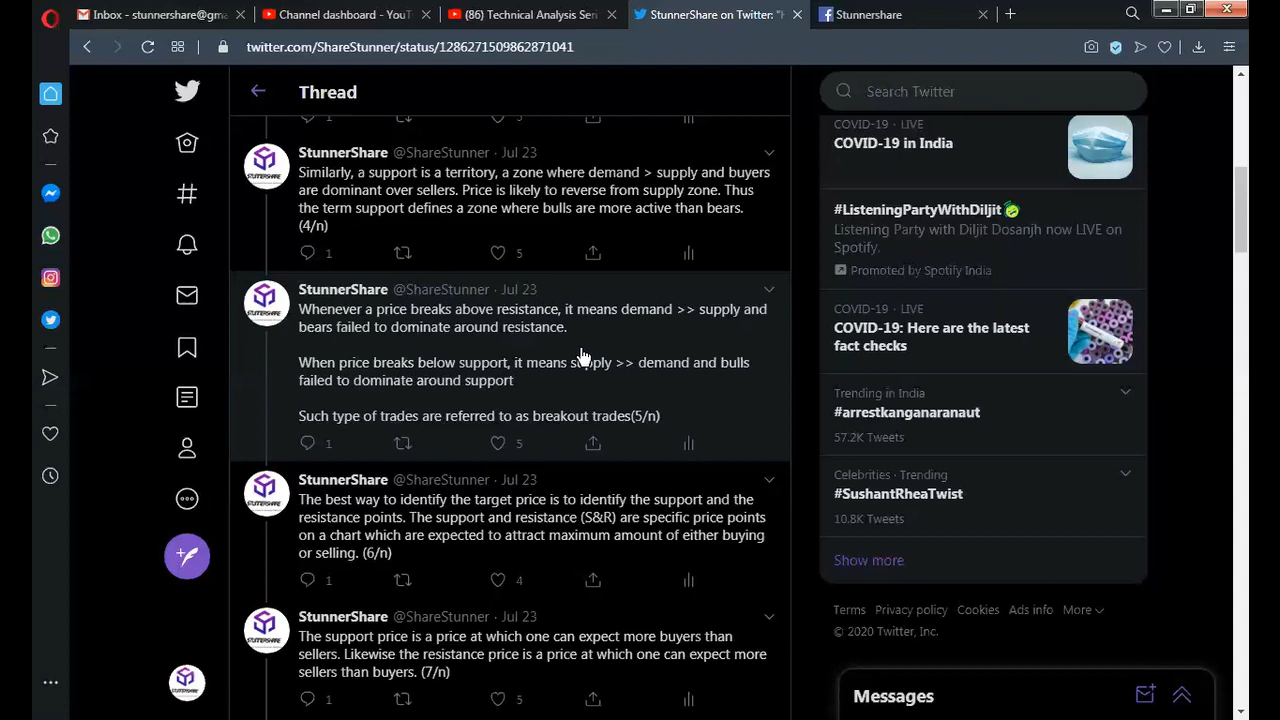 Inbox - stunnershare@gma
Channel dashboard - YouT
(86) Technical Analysis Seri
StunnerShare on Twitter: "H
Stunnershare
twitter.com/ShareStunner/status/1286271509862871041
Thread
Search Twitter
1
5
StunnerShare @ShareStunner · Jul 23
Similarly, a support is a territory, a zone where demand > supply and buyers
are dominant over sellers. Price is likely to reverse from supply zone. Thus
the term support defines a zone where bulls are more active than bears.
(4/n)
1
5
StunnerShare @ShareStunner · Jul 23
Whenever a price breaks above resistance, it means demand >> supply and
bears failed to dominate around resistance.
When price breaks below support, it means supply >> demand and bulls
failed to dominate around support
Such type of trades are referred to as breakout trades(5/n)
1
5
StunnerShare @ShareStunner · Jul 23
The best way to identify the target price is to identify the support and the
resistance points. The support and resistance (S&R) are specific price points
on a chart which are expected to attract maximum amount of either buying
or selling. (6/n)
1
4
StunnerShare @ShareStunner · Jul 23
The support price is a price at which one can expect more buyers than
sellers. Likewise the resistance price is a price at which one can expect more
sellers than buyers. (7/n)
1
5
COVID-19 · LIVE
COVID-19 in India
#ListeningPartyWithDiljit
Listening Party with Diljit Dosanjh now LIVE on
Spotify.
Promoted by Spotify India
COVID-19 · LIVE
COVID-19: Here are the latest
fact checks
Trending in India
#arrestkanganaranaut
57.2K Tweets
Celebrities · Trending
#SushantRheaTwist
10.8K Tweets
Show more
Terms Privacy policy Cookies Ads info More
© 2020 Twitter, Inc.
Messages